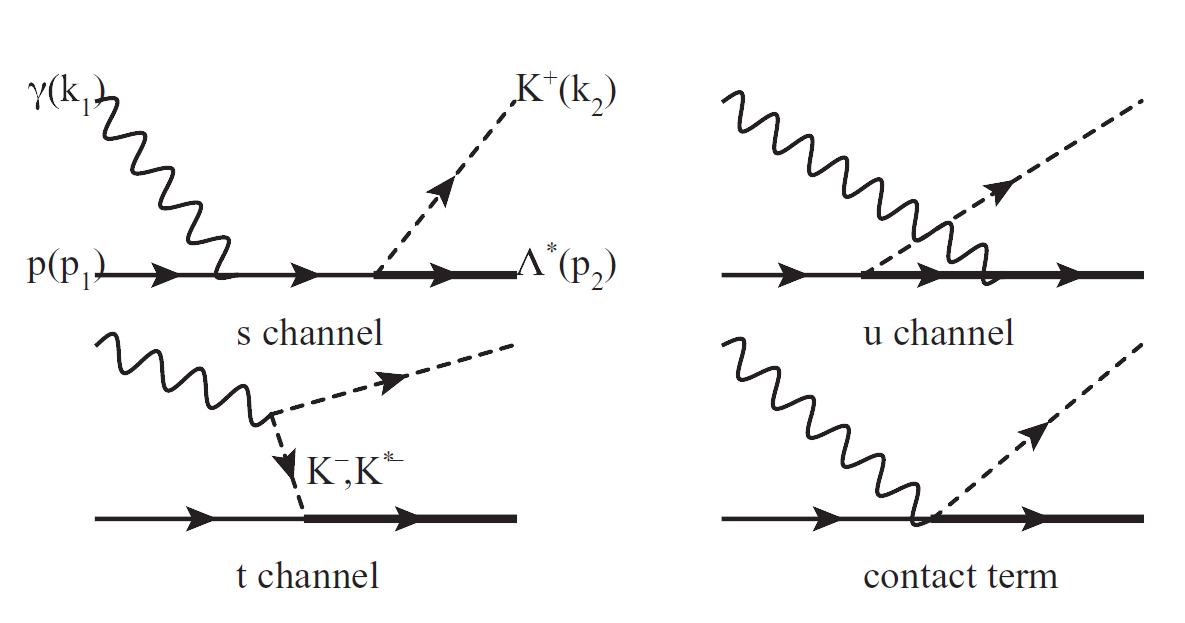 γ(k₁) K⁺(k₂)
p(p₁) Λ*(p₂)
s channel u channel
K⁻,K*⁻
t channel contact term